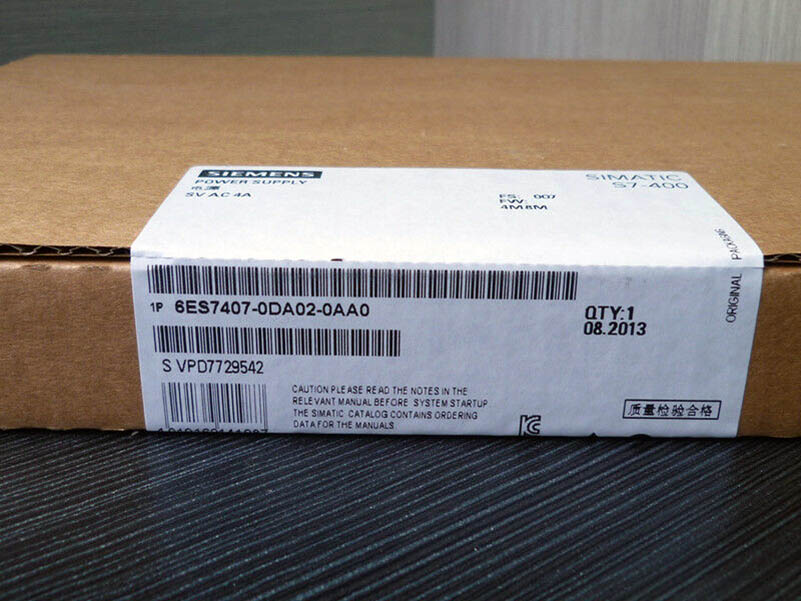 SIEMENS
POWER SUPPLY
电源
5V AC 4A
SIMATIC
S7-400
FS: 007
FW:
4M8M
ORIGINAL PACKING
1P 6ES7407-0DA02-0AA0
QTY:1
08.2013
S VPD7729542
CAUTION PLEASE READ THE NOTES IN THE
RELEVANT MANUAL BEFORE SYSTEM STARTUP
THE SIMATIC CATALOG CONTAINS ORDERING
DATA FOR THE MANUALS
质量检验合格